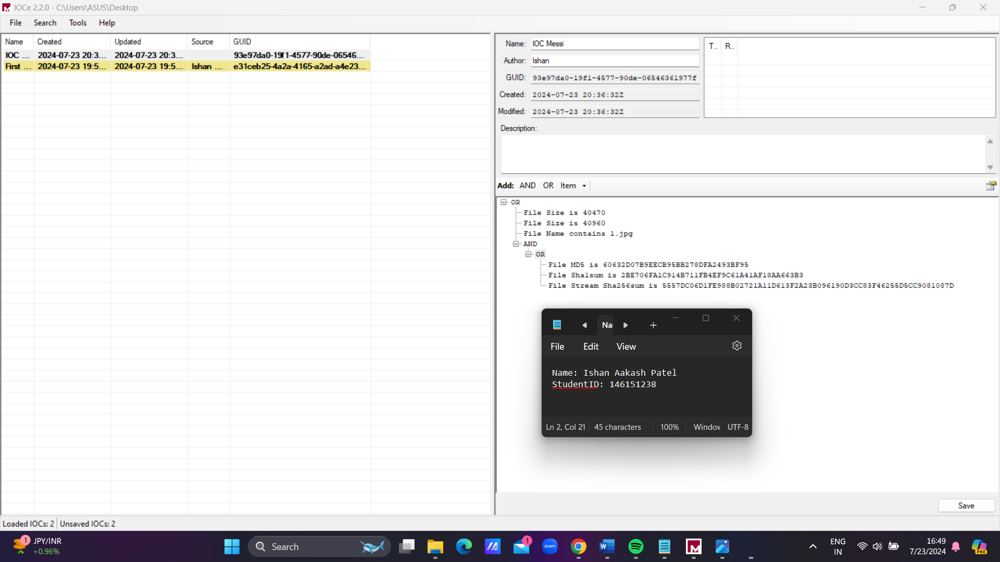 IOCe 2.2.0 - C:\Users\ASUS\Desktop
File Search Tools Help
Name Created Updated Source GUID
IOC ... 2024-07-23 20:3... 2024-07-23 20:3... 93e97da0-19f1-4577-90de-06546...
First ... 2024-07-23 19:5... 2024-07-23 19:5... Ishan ... e31ceb25-4a2a-4165-a2ad-a4e23...
Name: IOC Messi
Author: Ishan
GUID: 93e97da0-19f1-4577-90de-06546361977f
Created: 2024-07-23 20:36:32Z
Modified: 2024-07-23 20:36:32Z
T.. R..
Description:
Add: AND OR Item
OR
File Size is 40470
File Size is 40960
File Name contains 1.jpg
AND
OR
File MD5 is 60632D07B9EECB95BB278DFA2493BF95
File Sha1sum is 2BE706FA1C914B711FB4EF9C61A41AF18AA663B3
File Stream Sha256sum is 5557DC06D1FE988B02721A11D613F2A23B096190D3CC83F46255D5CC9081087D
Nar
File Edit View
Name: Ishan Aakash Patel
StudentID: 146151238
Ln 2, Col 21 45 characters 100% Window UTF-8
Save
Loaded IOCs: 2 Unsaved IOCs: 2
1 JPY/INR
+0.96%
Search
1
zoom
W
M
ENG
IN
16:49
7/23/2024
PRE